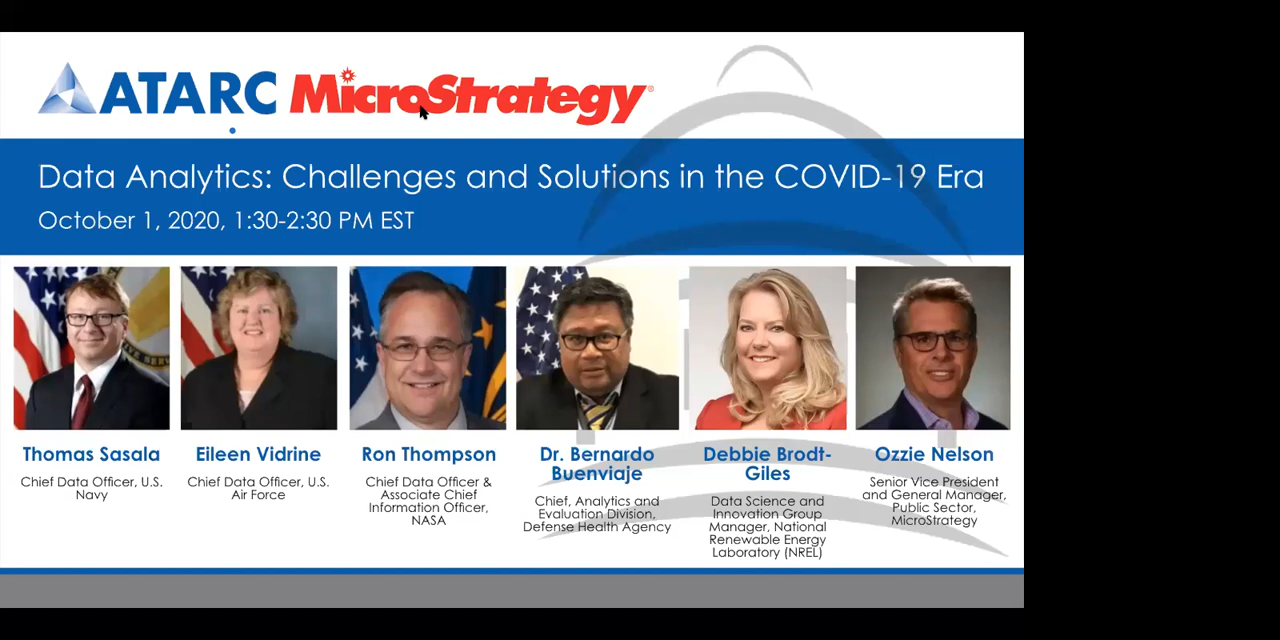 ATARC MicroStrategy®
Data Analytics: Challenges and Solutions in the COVID-19 Era
October 1, 2020, 1:30-2:30 PM EST
Thomas Sasala
Chief Data Officer, U.S.
Navy
Eileen Vidrine
Chief Data Officer, U.S.
Air Force
Ron Thompson
Chief Data Officer &
Associate Chief
Information Officer,
NASA
Dr. Bernardo
Buenviaje
Chief, Analytics and
Evaluation Division,
Defense Health Agency
Debbie Brodt-
Giles
Data Science and
Innovation Group
Manager, National
Renewable Energy
Laboratory (NREL)
Ozzie Nelson
Senior Vice President
and General Manager,
Public Sector,
MicroStrategy